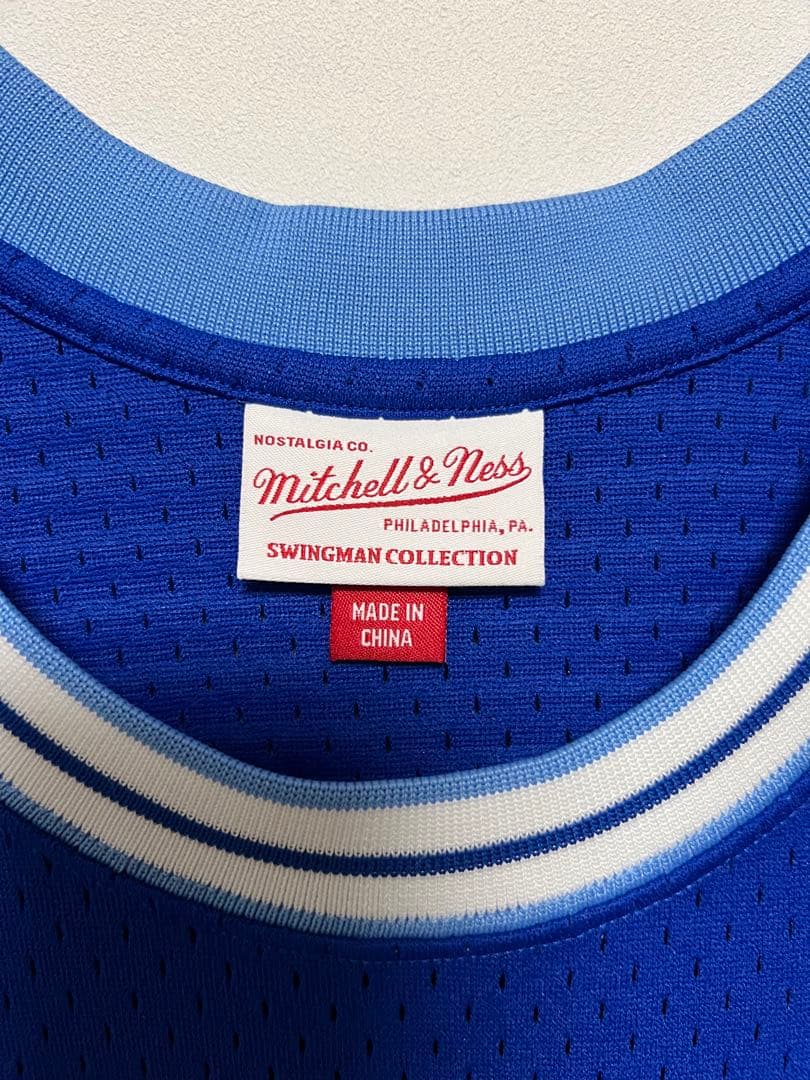 NOSTALGIA CO.
Mitchell & Ness
PHILADELPHIA, PA.
SWINGMAN COLLECTION
MADE IN
CHINA